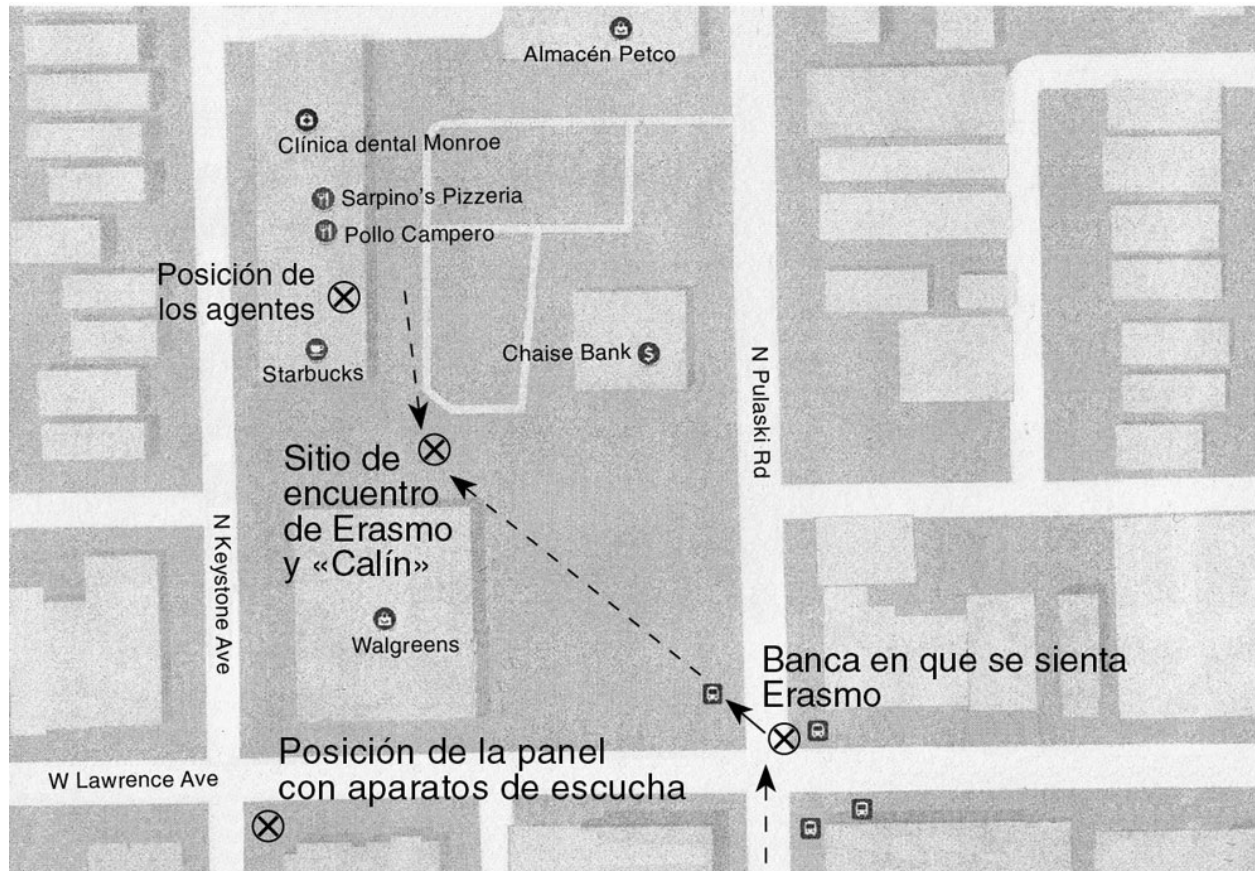 Almacén Petco
Clínica dental Monroe
Sarpino's Pizzeria
Pollo Campero
Posición de
los agentes
Chaise Bank
Starbucks
N Pulaski Rd
Sitio de
encuentro
de Erasmo
y «Calín»
N Keystone Ave
Walgreens
Banca en que se sienta
Erasmo
Posición de la panel
con aparatos de escucha
W Lawrence Ave